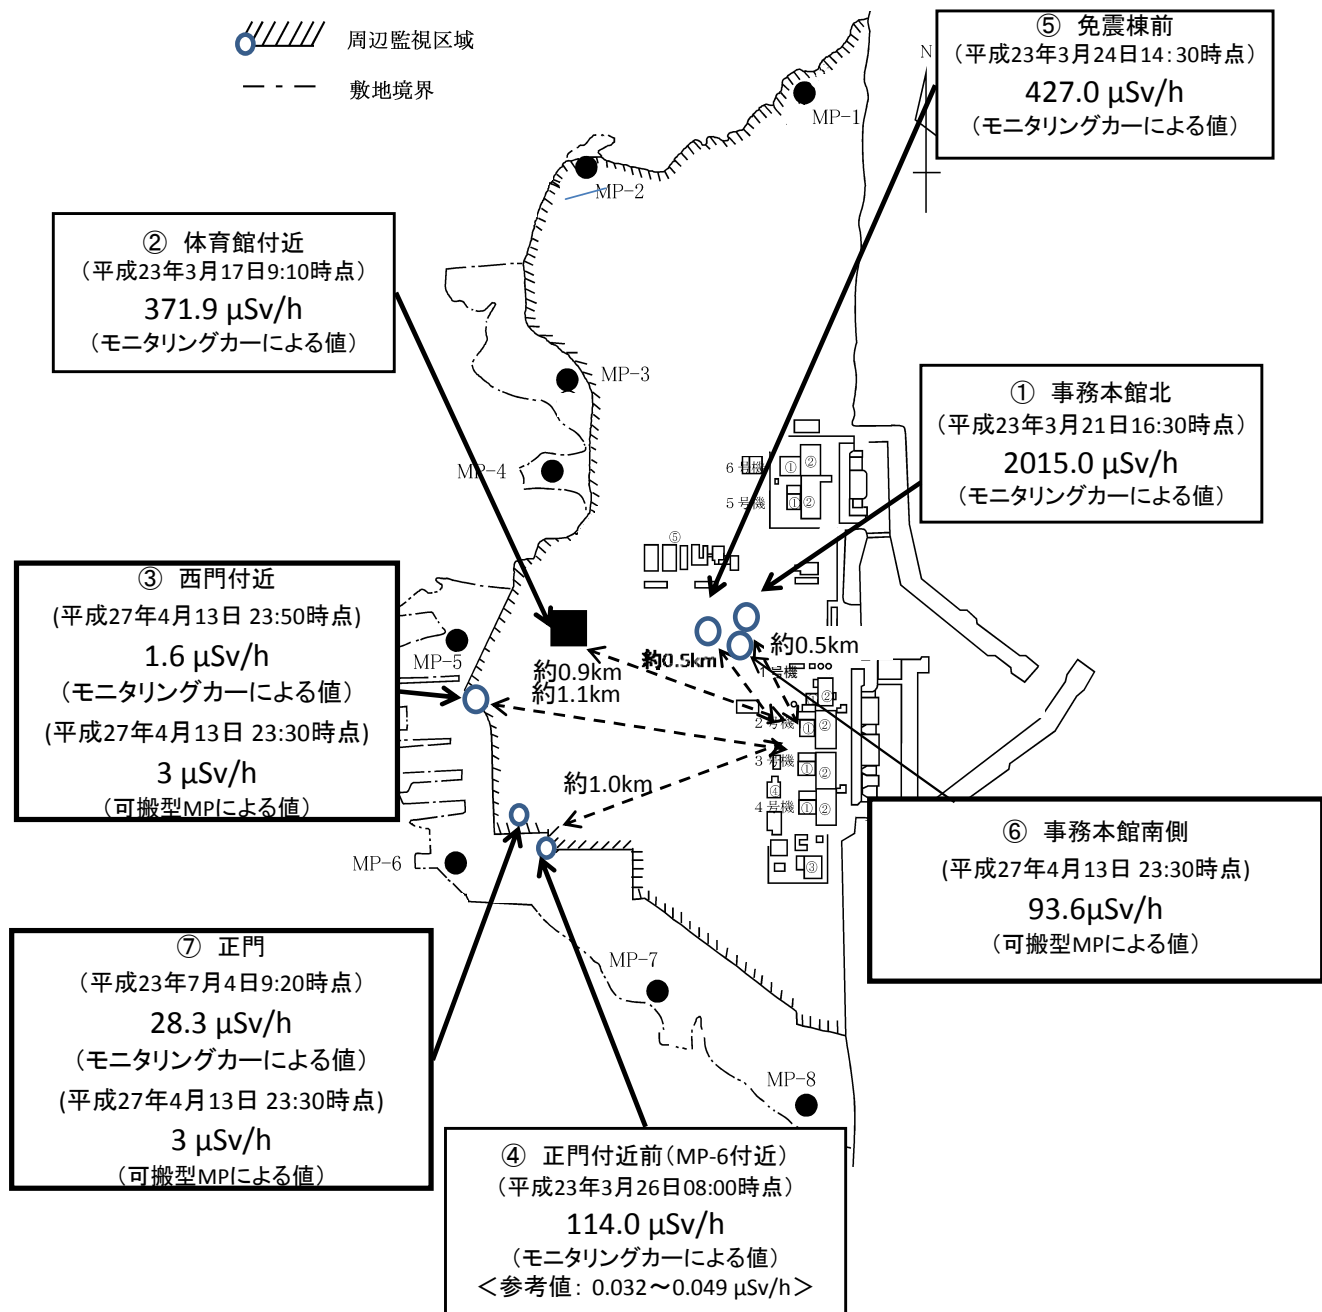 周辺監視区域
敷地境界
⑤ 免震棟前
（平成23年3月24日14:30時点）
427.0 μSv/h
（モニタリングカーによる値）
N
MP-1
MP-2
② 体育館付近
（平成23年3月17日9:10時点）
371.9 μSv/h
（モニタリングカーによる値）
MP-3
MP-4
① 事務本館北
（平成23年3月21日16:30時点）
2015.0 μSv/h
（モニタリングカーによる値）
6号機
① ②
5号機
① ②
⑤
③ 西門付近
(平成27年4月13日 23:50時点)
1.6 μSv/h
（モニタリングカーによる値）
(平成27年4月13日 23:30時点)
3 μSv/h
（可搬型MPによる値）
MP-5
約0.9km
約1.1km
約0.5km
約0.5km
1号機
②
2号機
① ②
3号機
① ②
④
4号機
① ②
③
約1.0km
MP-6
⑥ 事務本館南側
(平成27年4月13日 23:30時点)
93.6μSv/h
（可搬型MPによる値）
⑦ 正門
（平成23年7月4日9:20時点）
28.3 μSv/h
（モニタリングカーによる値）
(平成27年4月13日 23:30時点)
3 μSv/h
（可搬型MPによる値）
MP-7
MP-8
④ 正門付近前（MP-6付近）
（平成23年3月26日08:00時点）
114.0 μSv/h
（モニタリングカーによる値）
＜参考値: 0.032～0.049 μSv/h＞